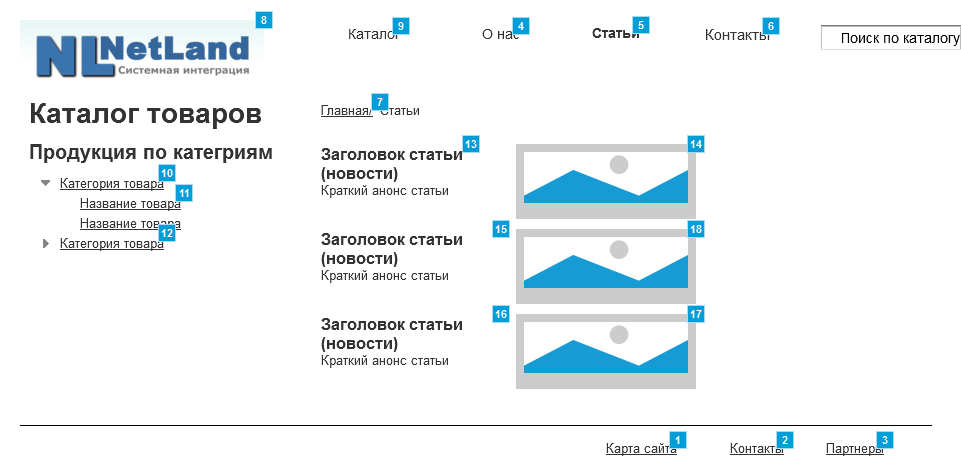 8
NL NetLand
Системная интеграция
Каталог 9
О нас 4
Статьи 5
Контакты 6
Поиск по каталогу
Каталог товаров
Продукция по категриям
10
Категория товара
11
Название товара
Название товара
12
Категория товара
7
Главная/ Статьи
13
Заголовок статьи
(новости)
Краткий анонс статьи
14
15
Заголовок статьи
(новости)
Краткий анонс статьи
18
16
Заголовок статьи
(новости)
Краткий анонс статьи
17
Карта сайта 1
Контакты 2
Партнеры 3